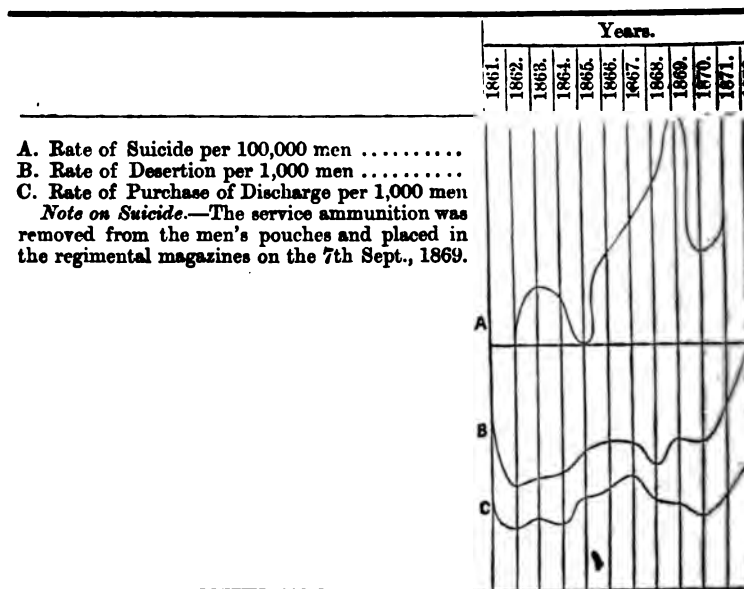 Years.
1861. 1862. 1863. 1864. 1865. 1866. 1867. 1868. 1869. 1870. 1871.
A. Rate of Suicide per 100,000 men ..........
B. Rate of Desertion per 1,000 men ..........
C. Rate of Purchase of Discharge per 1,000 men
Note on Suicide.—The service ammunition was
removed from the men's pouches and placed in
the regimental magazines on the 7th Sept., 1869.
A
B
C